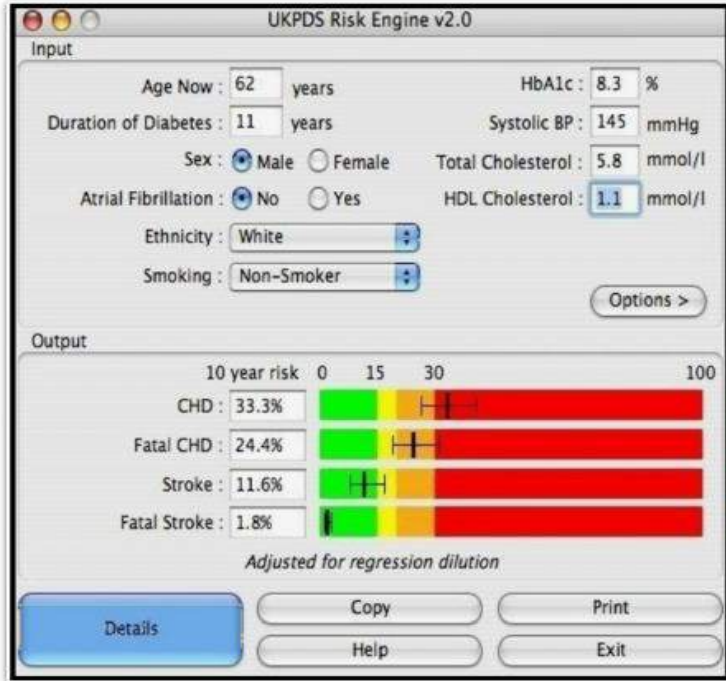 UKPDS Risk Engine v2.0
Input
Age Now : 62 years
HbA1c : 8.3 %
Duration of Diabetes : 11 years
Systolic BP : 145 mmHg
Sex : Male Female
Total Cholesterol : 5.8 mmol/l
Atrial Fibrillation : No Yes
HDL Cholesterol : 1.1 mmol/l
Ethnicity : White
Smoking : Non-Smoker
Options >
Output
10 year risk 0 15 30 100
CHD : 33.3%
Fatal CHD : 24.4%
Stroke : 11.6%
Fatal Stroke : 1.8%
Adjusted for regression dilution
Details
Copy
Print
Help
Exit